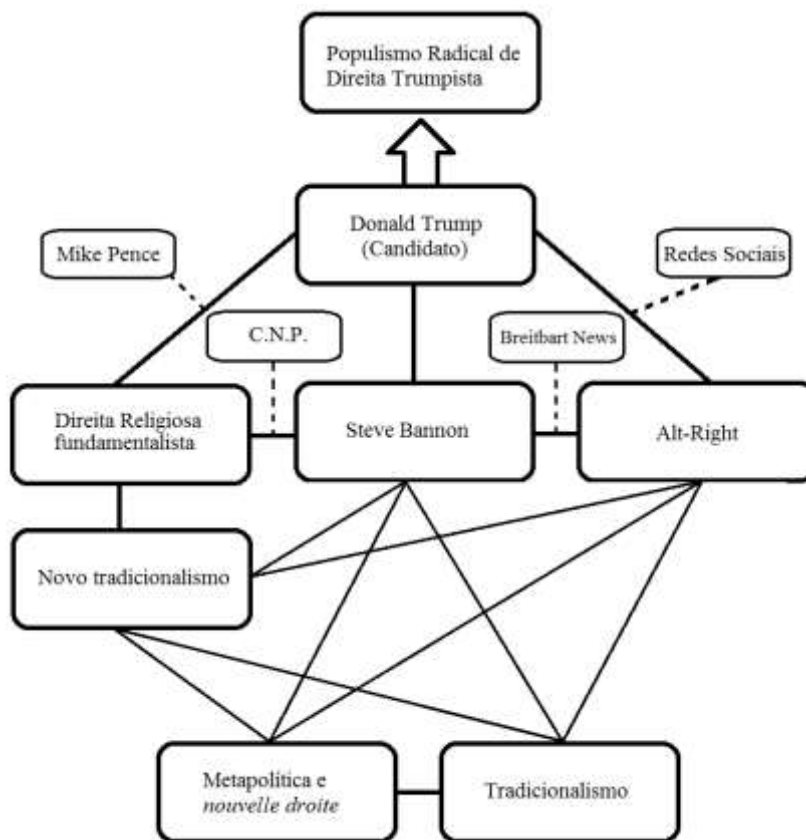 Populismo Radical de
Direita Trumpista
Donald Trump
(Candidato)
Mike Pence
Redes Sociais
C.N.P.
Breitbart News
Direita Religiosa
fundamentalista
Steve Bannon
Alt-Right
Novo tradicionalismo
Metapolítica e
nouvelle droite
Tradicionalismo